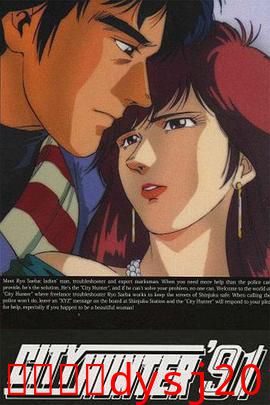 Meet Ryo Saeba; ladies' man, troubleshooter and expert marksman. When you need more help than the police can
provide, he's the solution. He's the "City Hunter", and if he can't solve your problem, no one can. Welcome to the world of
"City Hunter" where freelance troubleshooter Ryo Saeba works to keep the streets of Shinjuku safe. When calling the
police won't do, leave an "XYZ" message on the board at Shinjuku Station and the "City Hunter" will respond to your plea
for help, especially if you happen to be a beautiful woman!
CITY HUNTER '91
dysj20